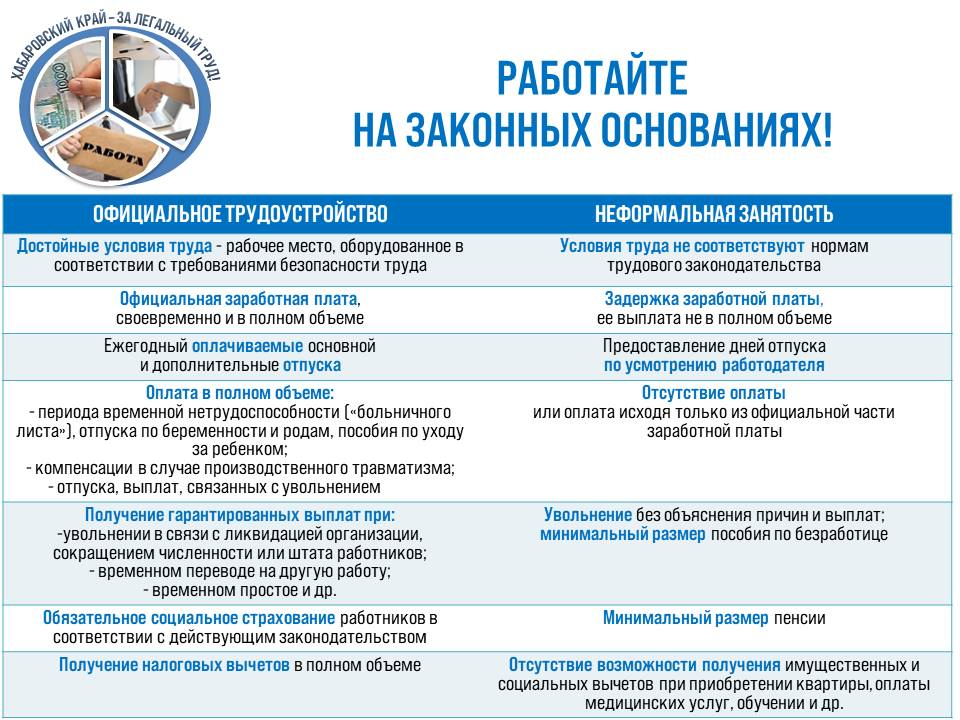 ХАБАРОВСКИЙ КРАЙ – ЗА ЛЕГАЛЬНЫЙ ТРУД!
1000
РАБОТА
РАБОТАЙТЕ
НА ЗАКОННЫХ ОСНОВАНИЯХ!
ОФИЦИАЛЬНОЕ ТРУДОУСТРОЙСТВО
НЕФОРМАЛЬНАЯ ЗАНЯТОСТЬ
Достойные условия труда - рабочее место, оборудованное в
соответствии с требованиями безопасности труда
Условия труда не соответствуют нормам
трудового законодательства
Официальная заработная плата,
своевременно и в полном объеме
Задержка заработной платы,
ее выплата не в полном объеме
Ежегодный оплачиваемые основной
и дополнительные отпуска
Предоставление дней отпуска
по усмотрению работодателя
Оплата в полном объеме:
- периода временной нетрудоспособности («больничного
листа»), отпуска по беременности и родам, пособия по уходу
за ребенком;
- компенсации в случае производственного травматизма;
- отпуска, выплат, связанных с увольнением
Отсутствие оплаты
или оплата исходя только из официальной части
заработной платы
Получение гарантированных выплат при:
-увольнении в связи с ликвидацией организации,
сокращением численности или штата работников;
- временном переводе на другую работу;
- временном простое и др.
Увольнение без объяснения причин и выплат;
минимальный размер пособия по безработице
Обязательное социальное страхование работников в
соответствии с действующим законодательством
Минимальный размер пенсии
Получение налоговых вычетов в полном объеме
Отсутствие возможности получения имущественных и
социальных вычетов при приобретении квартиры, оплаты
медицинских услуг, обучении и др.